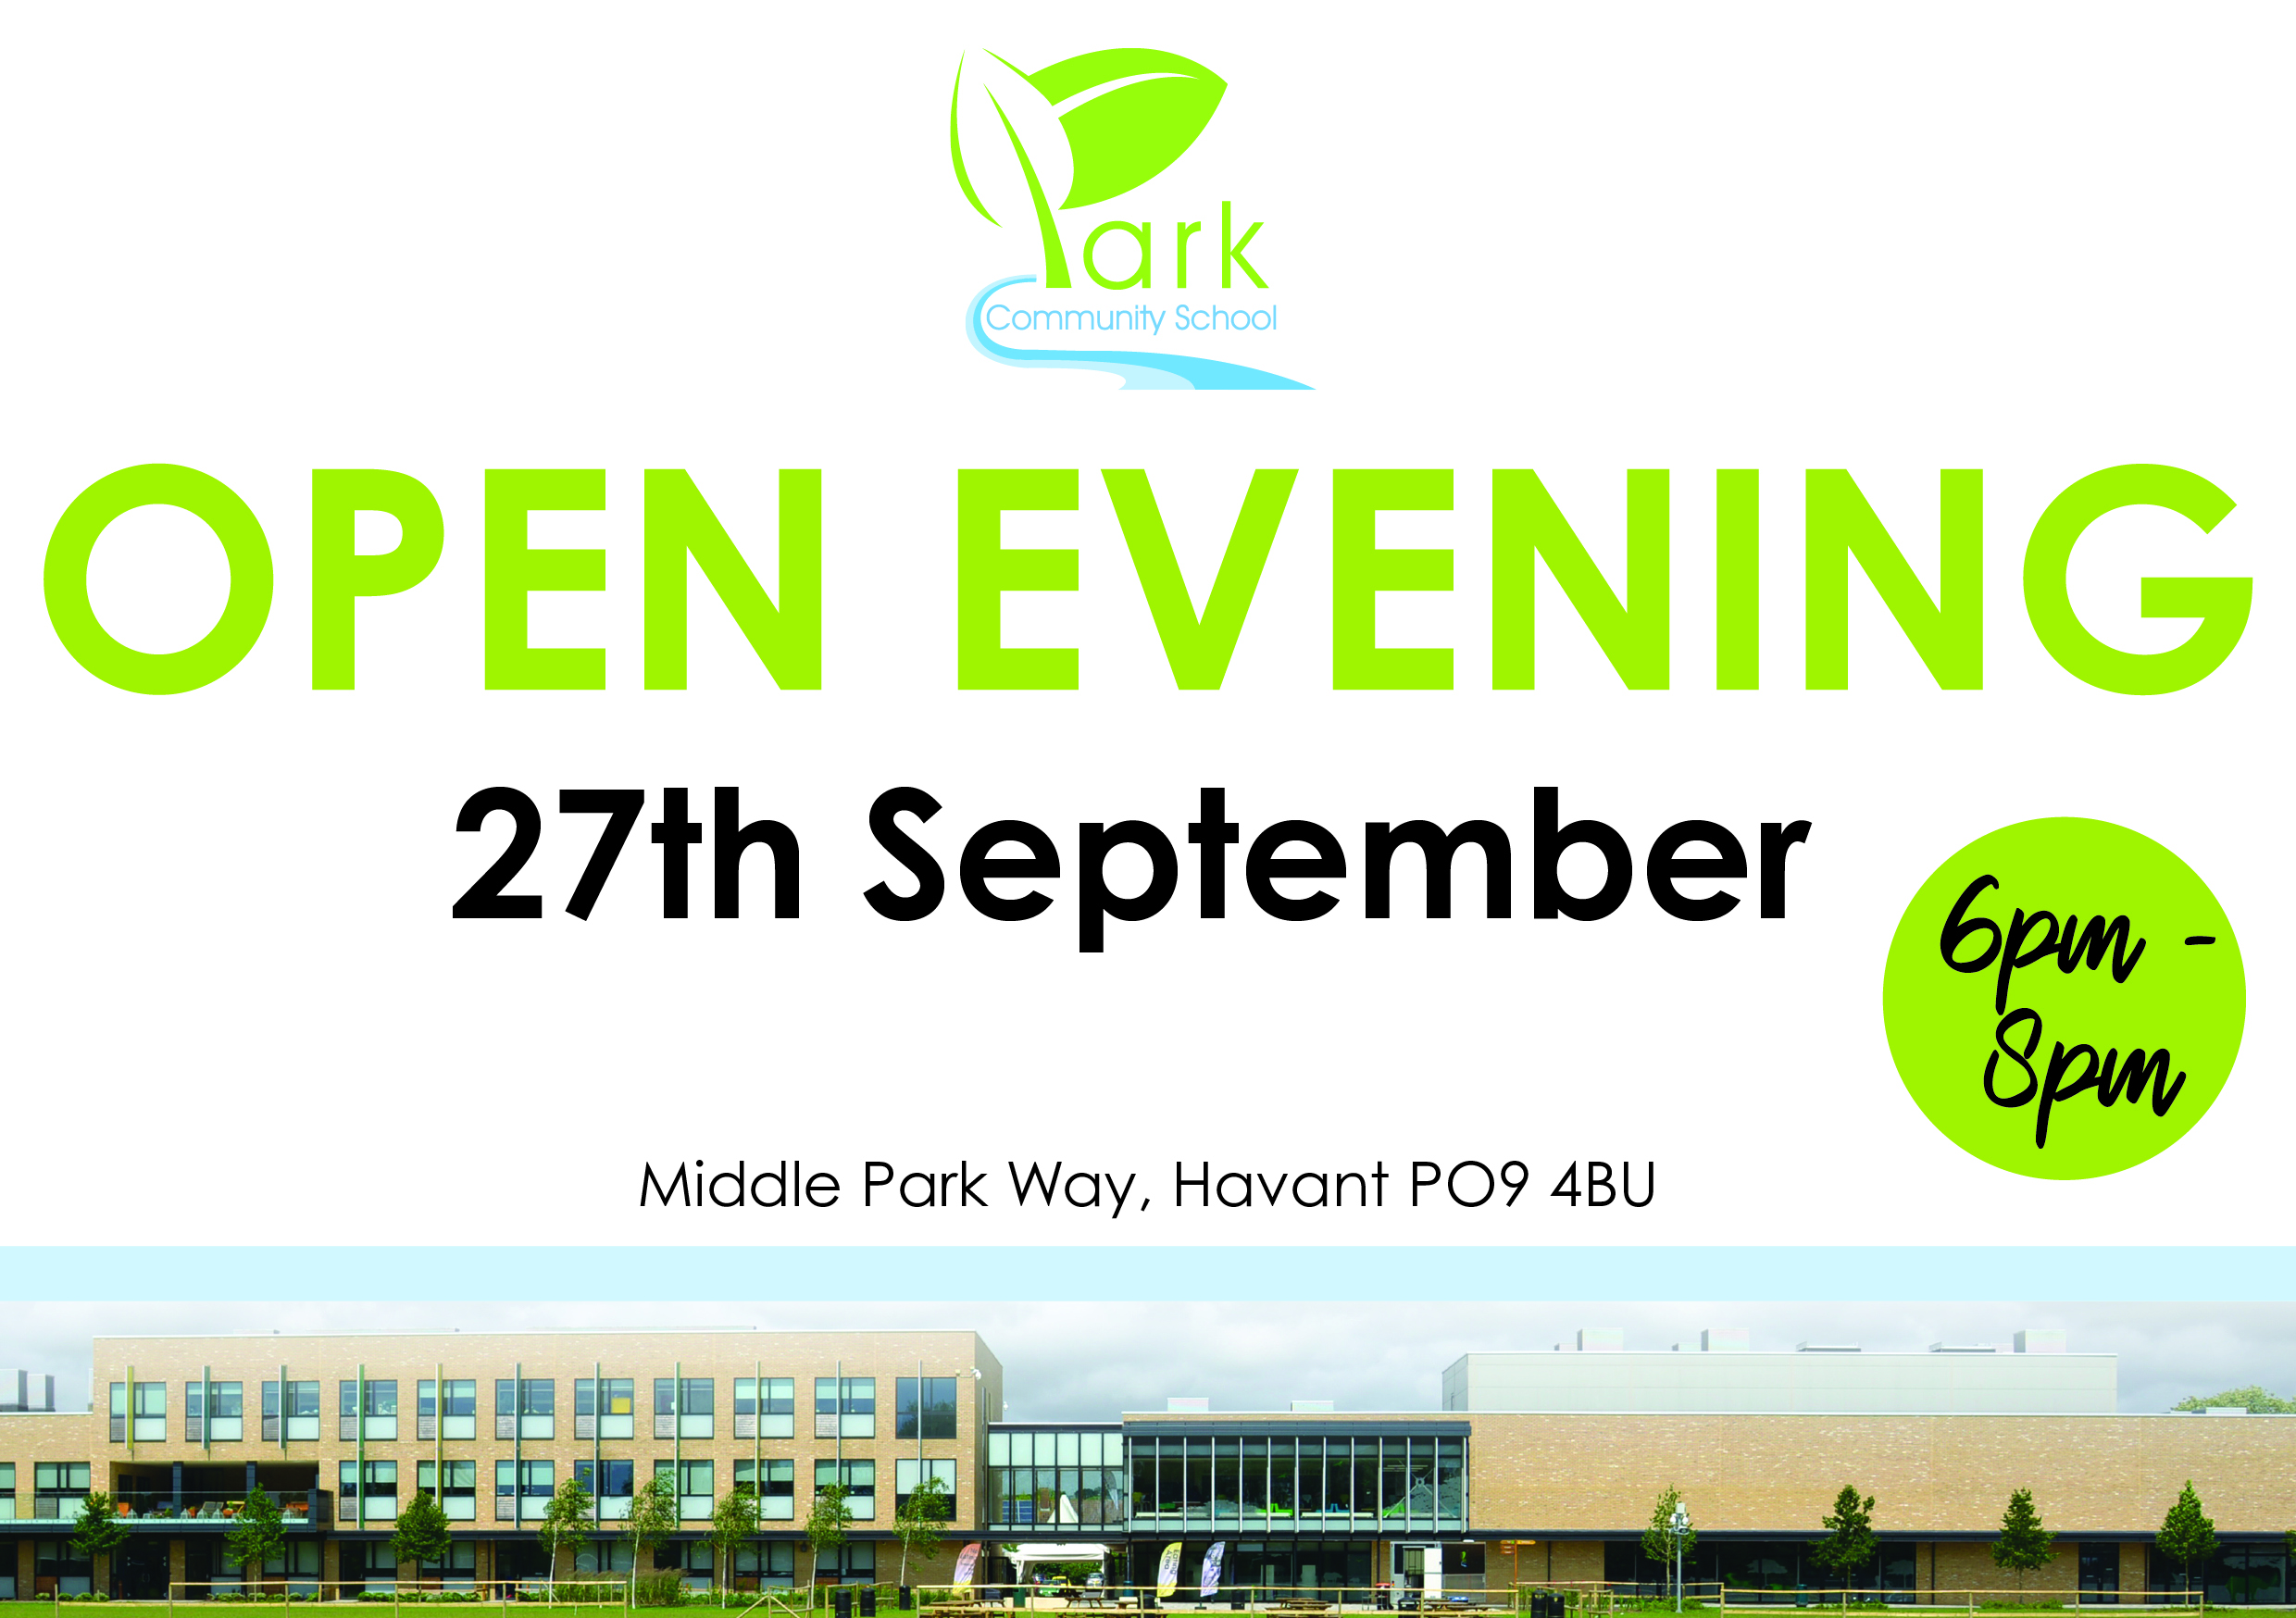 Park
Community School
OPEN EVENING
27th September
6pm -
8pm
Middle Park Way, Havant PO9 4BU